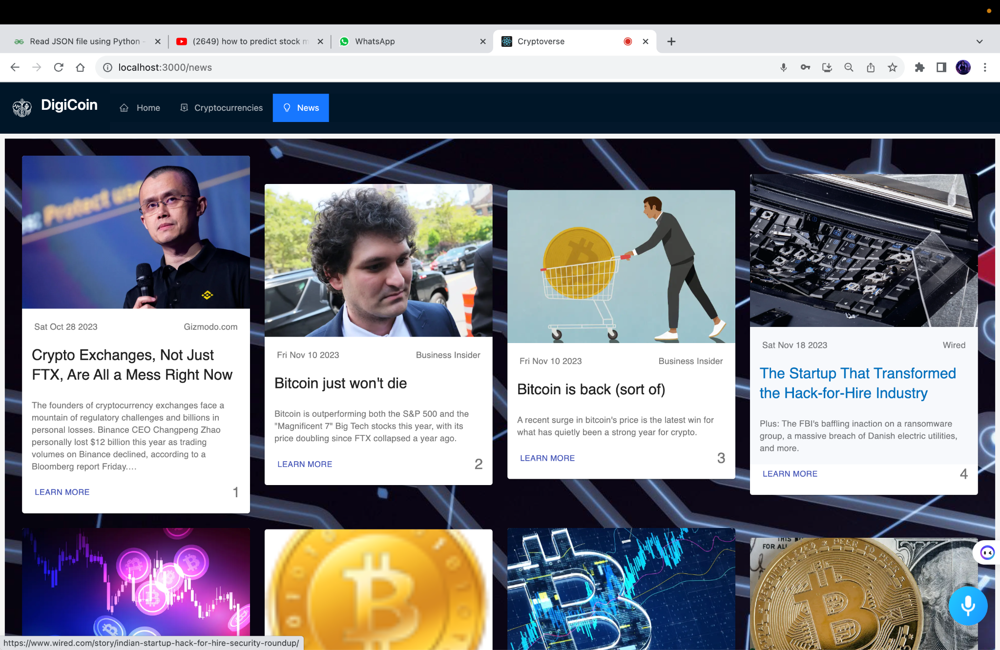 Read JSON file using Python -
(2649) how to predict stock m
WhatsApp
Cryptoverse
localhost:3000/news
DigiCoin
Home
Cryptocurrencies
News
Protect us
Sat Oct 28 2023
Gizmodo.com
Crypto Exchanges, Not Just
FTX, Are All a Mess Right Now
The founders of cryptocurrency exchanges face a
mountain of regulatory challenges and billions in
personal losses. Binance CEO Changpeng Zhao
personally lost $12 billion this year as trading
volumes on Binance declined, according to a
Bloomberg report Friday....
LEARN MORE
1
Fri Nov 10 2023
Business Insider
Bitcoin just won't die
Bitcoin is outperforming both the S&P 500 and the
"Magnificent 7" Big Tech stocks this year, with its
price doubling since FTX collapsed a year ago.
LEARN MORE
2
Fri Nov 10 2023
Business Insider
Bitcoin is back (sort of)
A recent surge in bitcoin's price is the latest win for
what has quietly been a strong year for crypto.
LEARN MORE
3
Sat Nov 18 2023
Wired
The Startup That Transformed
the Hack-for-Hire Industry
Plus: The FBI's baffling inaction on a ransomware
group, a massive breach of Danish electric utilities,
and more.
LEARN MORE
4
THIS
FOR AL
DECENTRALIZED * PEER TO PEER
https://www.wired.com/story/indian-startup-hack-for-hire-security-roundup/